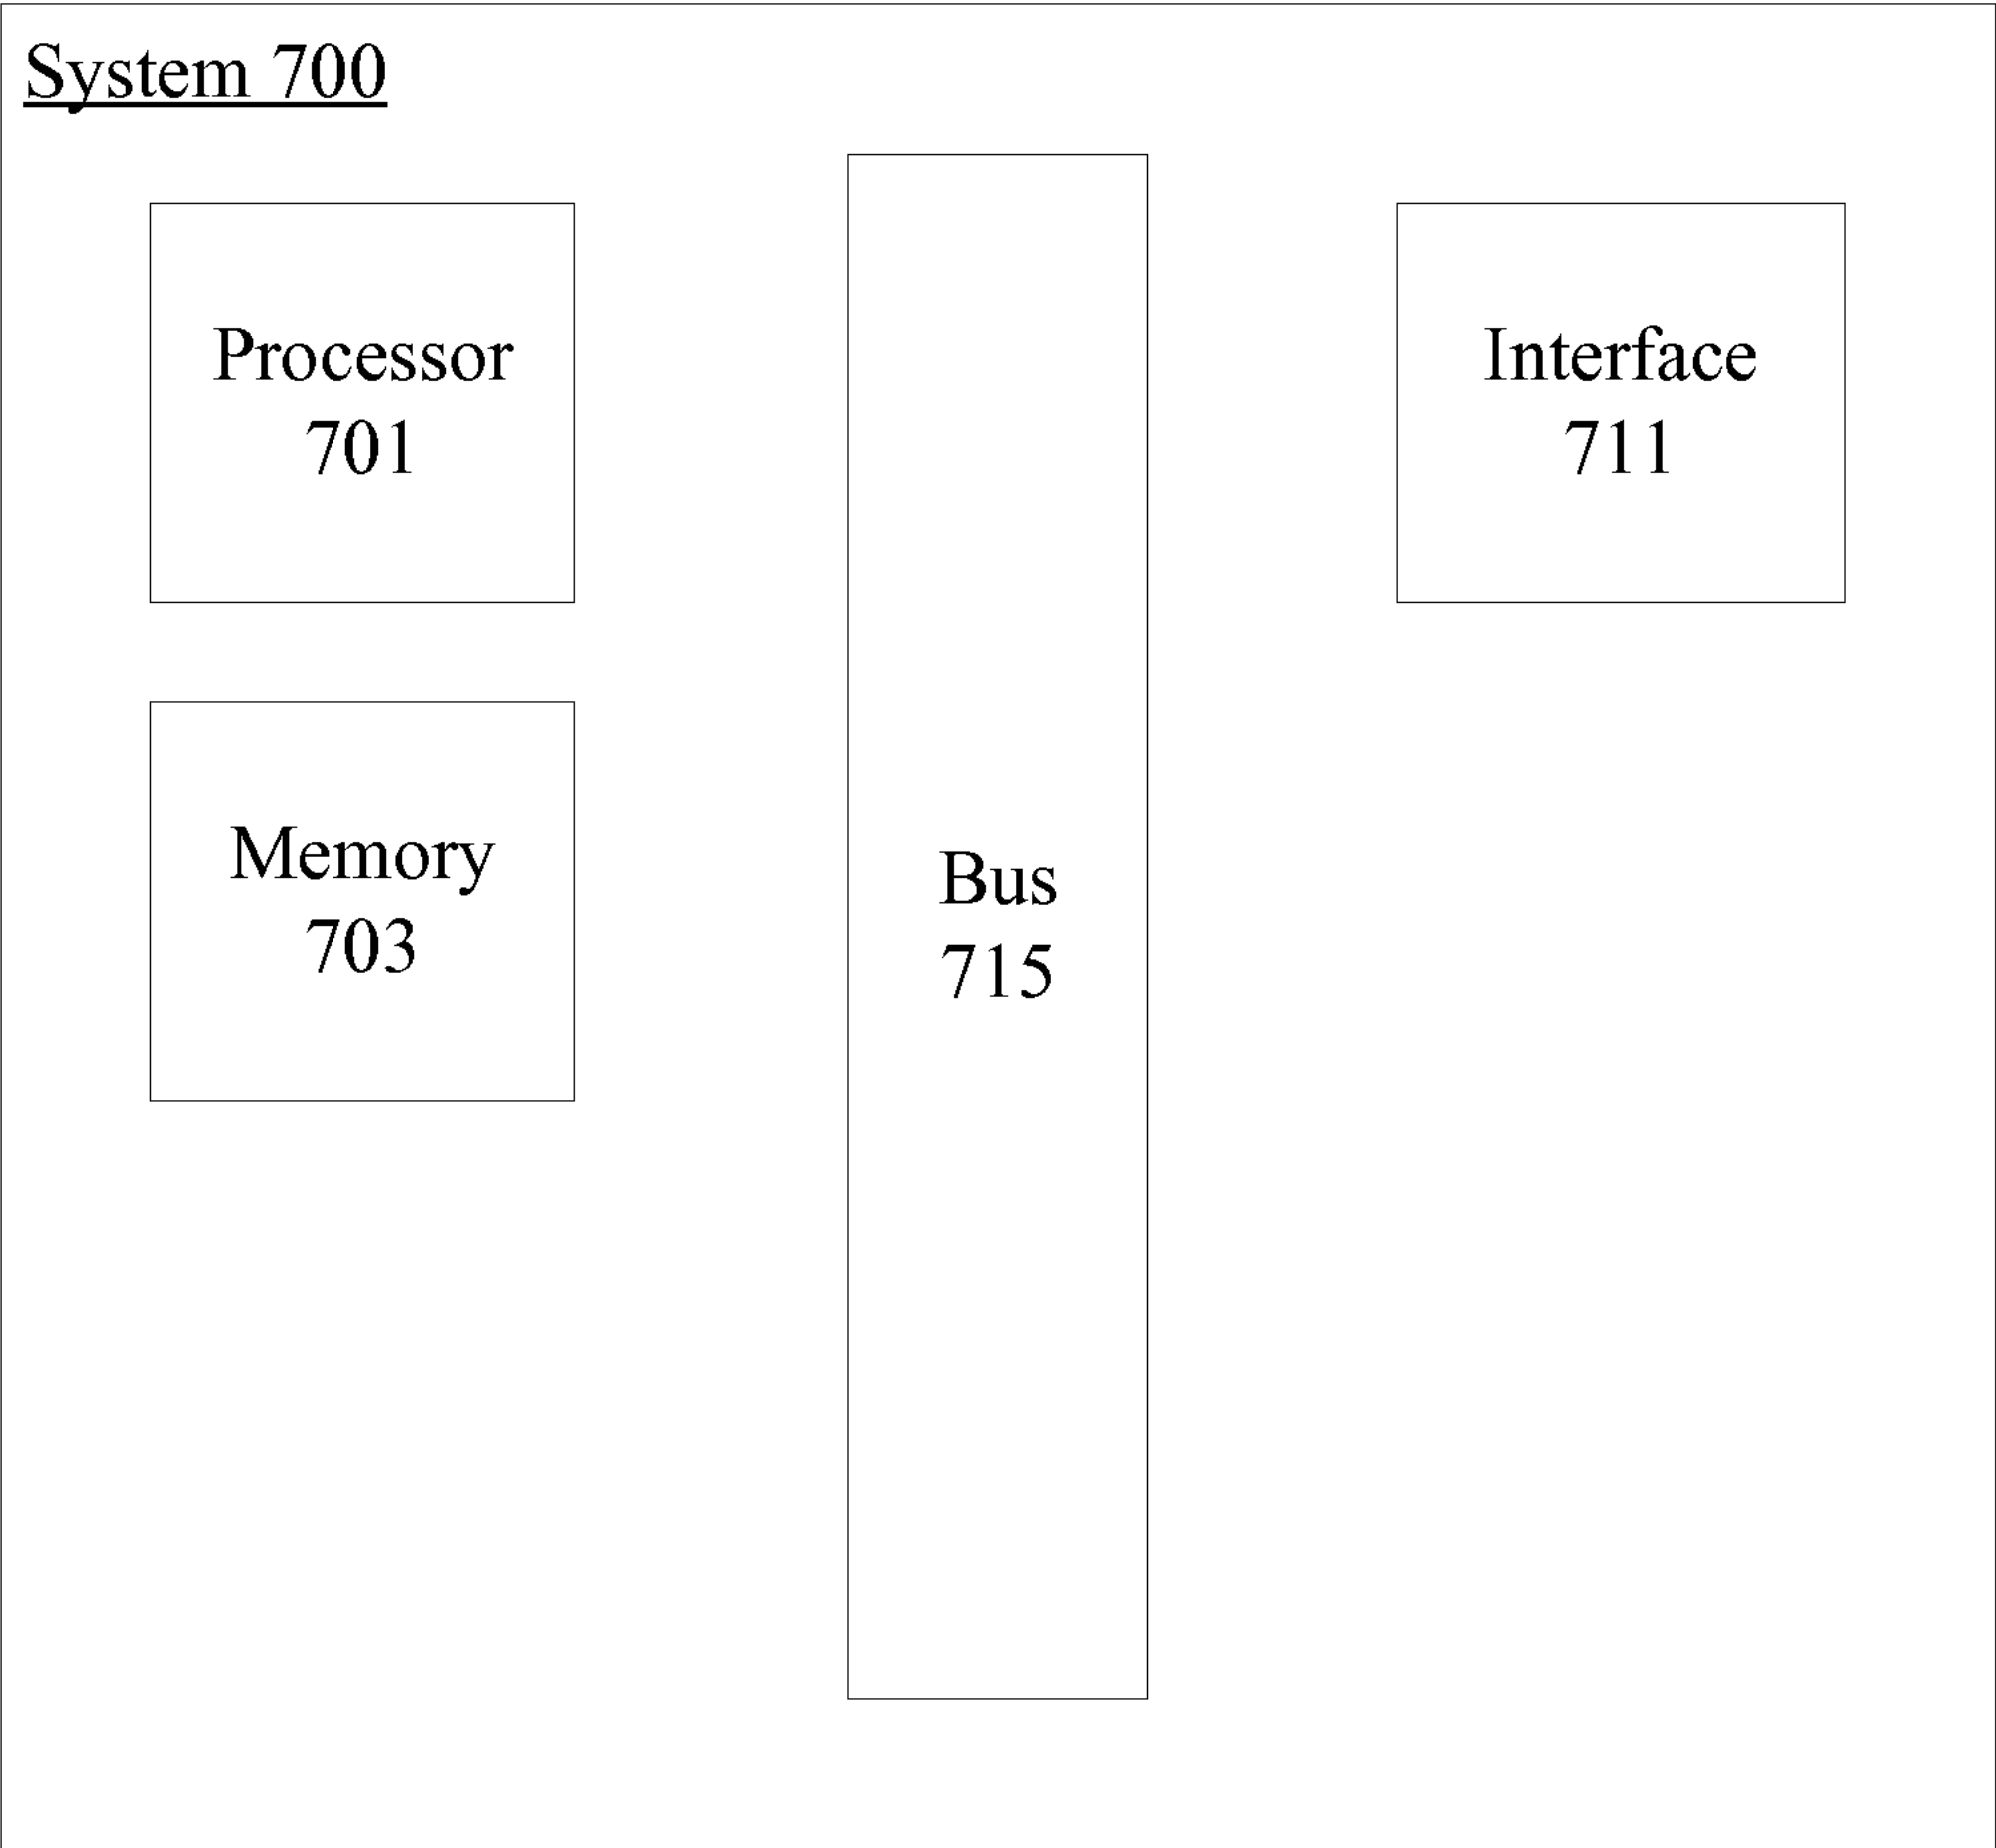 System 700
Processor
701
Interface
711
Memory
703
Bus
715